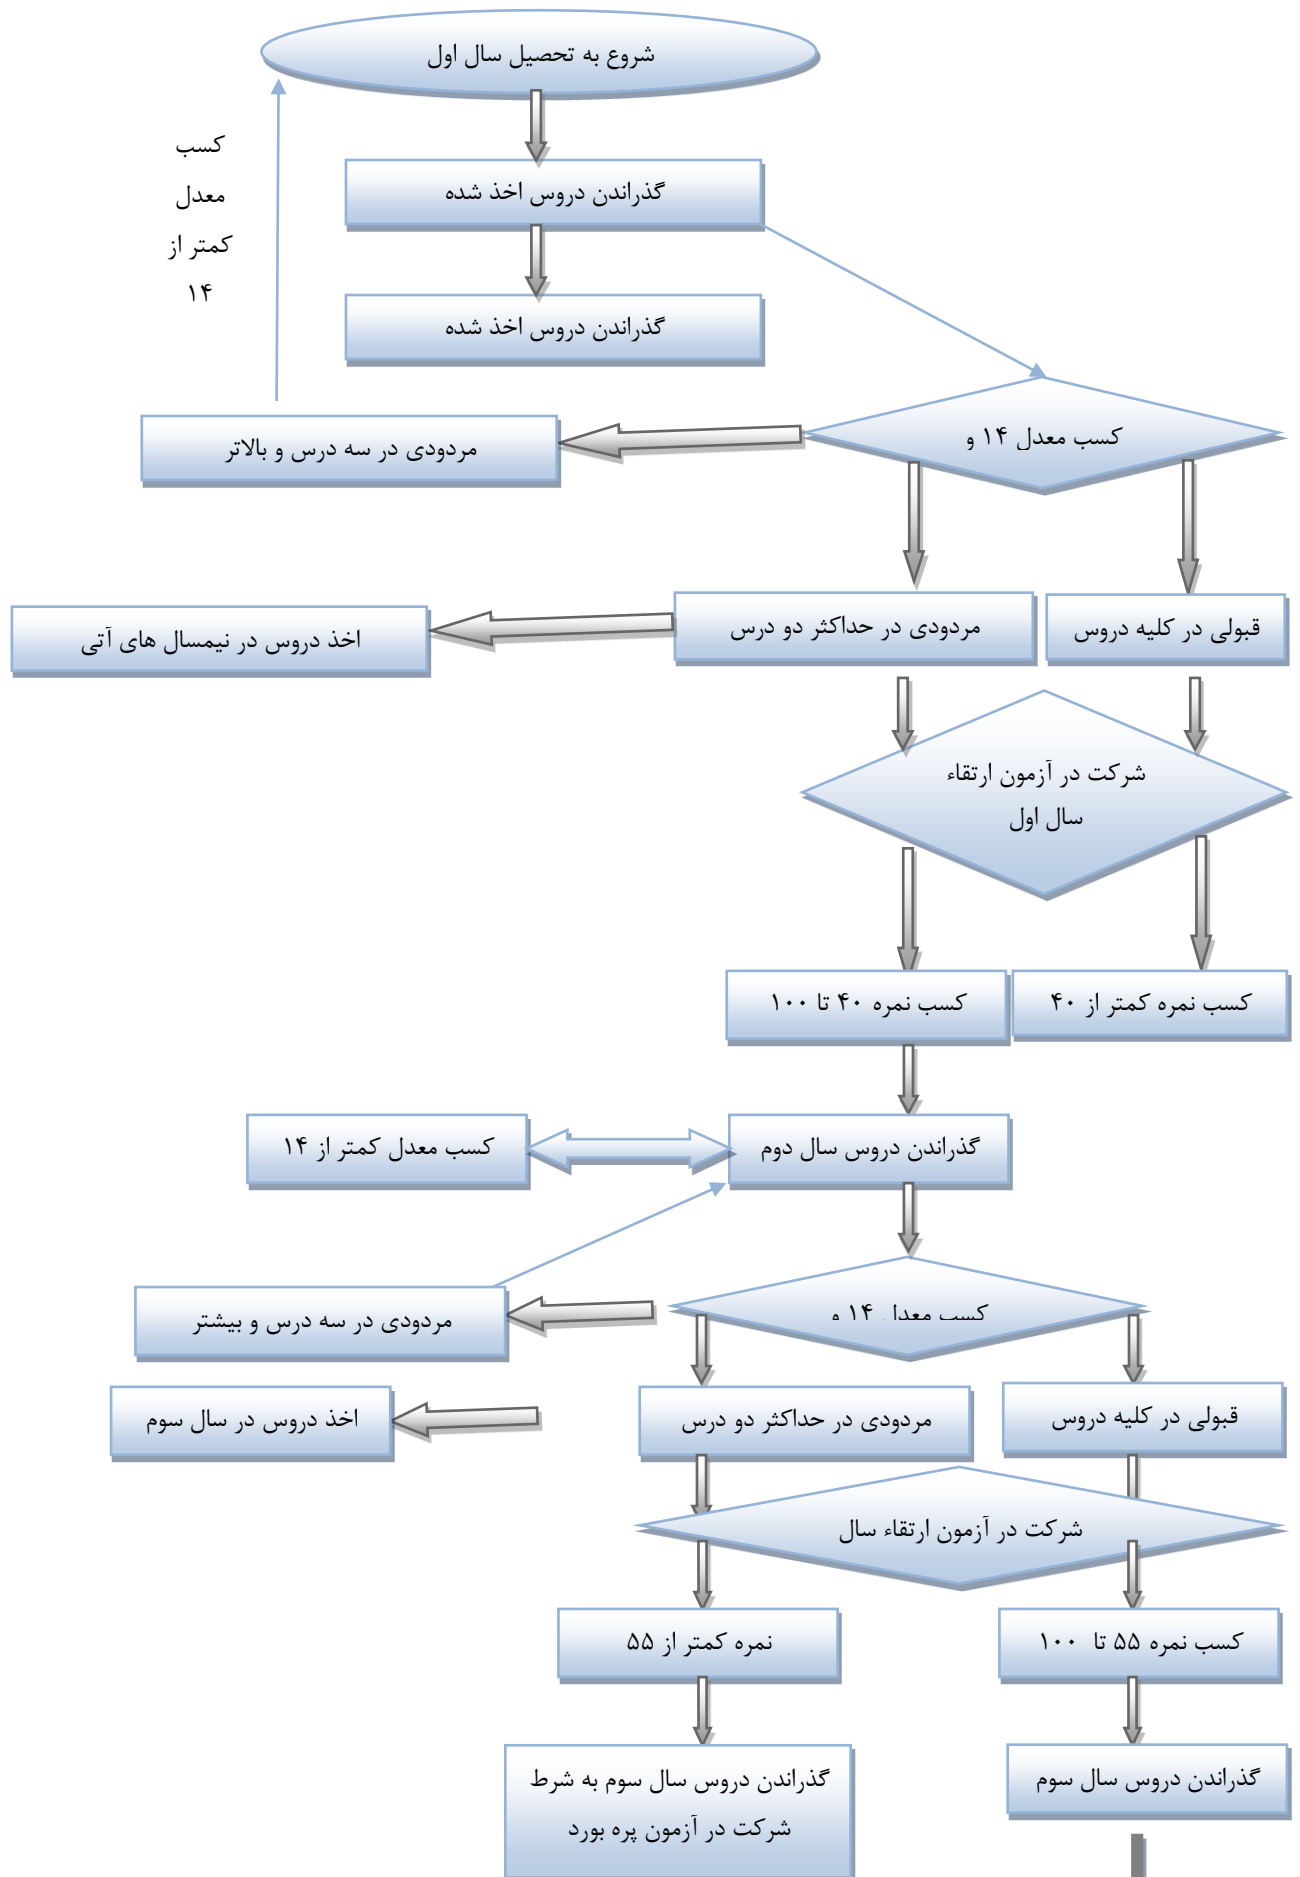 شروع به تحصیل سال اول
کسب
معدل
کمتر از
۱۴
گذراندن دروس اخذ شده
گذراندن دروس اخذ شده
کسب معدل ۱۴ و
مردودی در سه درس و بالاتر
قبولی در کلیه دروس
مردودی در حداکثر دو درس
اخذ دروس در نیمسال های آتی
شرکت در آزمون ارتقاء
سال اول
کسب نمره کمتر از ۴۰
کسب نمره ۴۰ تا ۱۰۰
گذراندن دروس سال دوم
کسب معدل کمتر از ۱۴
کسب معدل ۱۴ و
مردودی در سه درس و بیشتر
قبولی در کلیه دروس
مردودی در حداکثر دو درس
اخذ دروس در سال سوم
شرکت در آزمون ارتقاء سال
کسب نمره ۵۵ تا ۱۰۰
نمره کمتر از ۵۵
گذراندن دروس سال سوم
گذراندن دروس سال سوم به شرط
شرکت در آزمون پره بورد